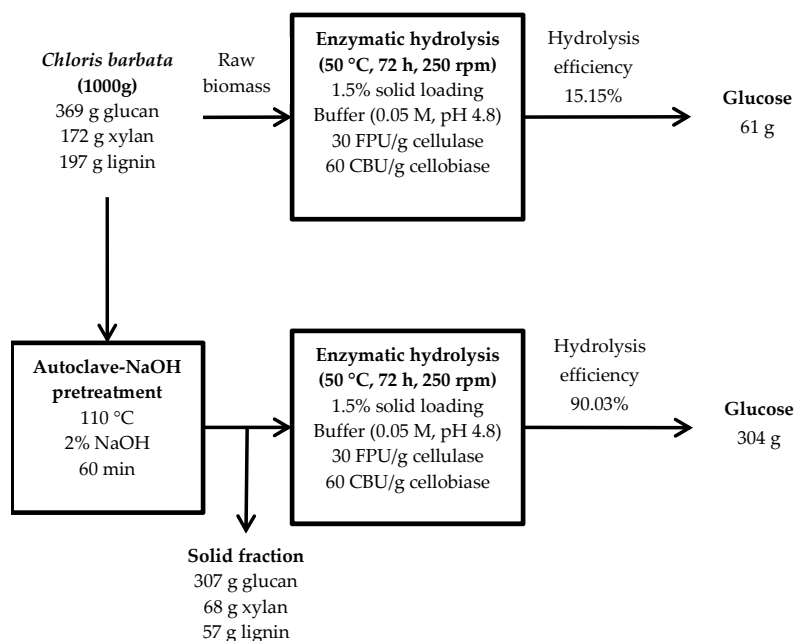 Chloris barbata
(1000g)
369 g glucan
172 g xylan
197 g lignin
Raw
biomass
Enzymatic hydrolysis
(50 °C, 72 h, 250 rpm)
1.5% solid loading
Buffer (0.05 M, pH 4.8)
30 FPU/g cellulase
60 CBU/g cellobiase
Hydrolysis
efficiency
15.15%
Glucose
61 g
Autoclave-NaOH
pretreatment
110 °C
2% NaOH
60 min
Enzymatic hydrolysis
(50 °C, 72 h, 250 rpm)
1.5% solid loading
Buffer (0.05 M, pH 4.8)
30 FPU/g cellulase
60 CBU/g cellobiase
Hydrolysis
efficiency
90.03%
Glucose
304 g
Solid fraction
307 g glucan
68 g xylan
57 g lignin